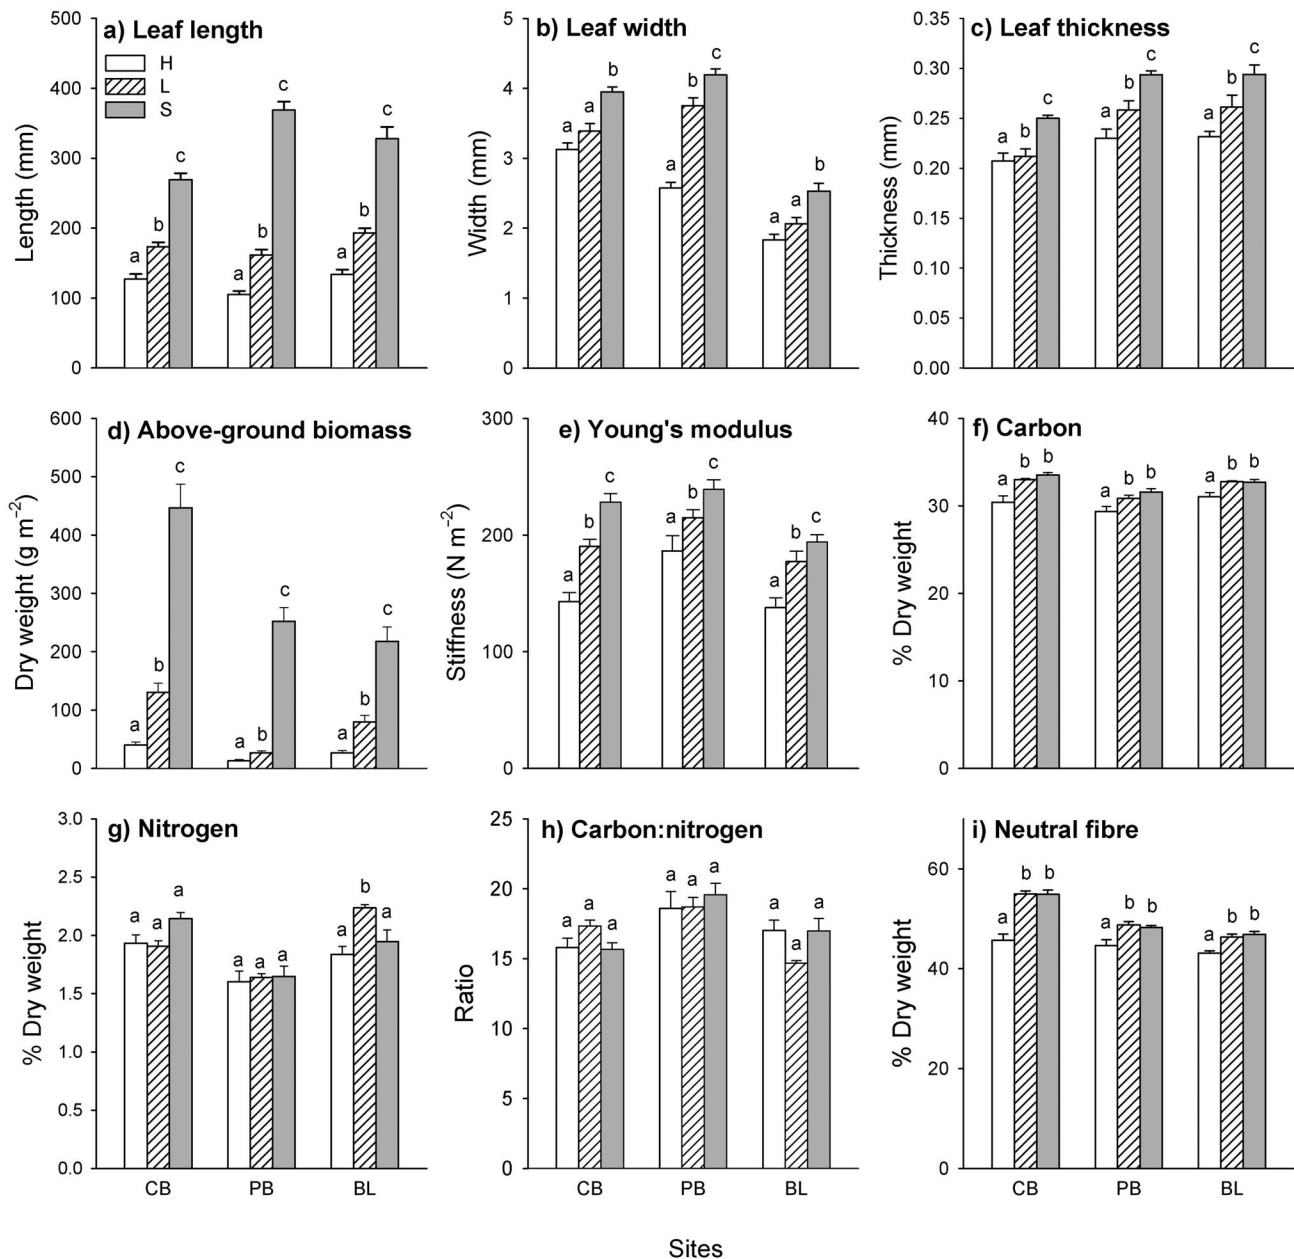 a) Leaf length
H
L
S
Length (mm)
500
400
300
200
100
0
a b c
a b c
a b c
b) Leaf width
Width (mm)
5
4
3
2
1
0
a a b
a b c
a a b
c) Leaf thickness
Thickness (mm)
0.35
0.30
0.25
0.20
0.15
0.10
0.05
0.00
a b c
a b c
a b c
d) Above-ground biomass
Dry weight (g m⁻²)
600
500
400
300
200
100
0
a b c
a b c
a b c
e) Young's modulus
Stiffness (N m⁻²)
300
200
100
0
a b c
a b c
a b c
f) Carbon
% Dry weight
40
30
20
10
0
a b b
a b b
a b b
g) Nitrogen
% Dry weight
3.0
2.5
2.0
1.5
1.0
0.5
0.0
a a a
a a a
a b a
CB PB BL
h) Carbon:nitrogen
Ratio
25
20
15
10
5
0
a a a
a a a
a a a
CB PB BL
i) Neutral fibre
% Dry weight
60
40
20
0
a b b
a b b
a b b
CB PB BL
Sites